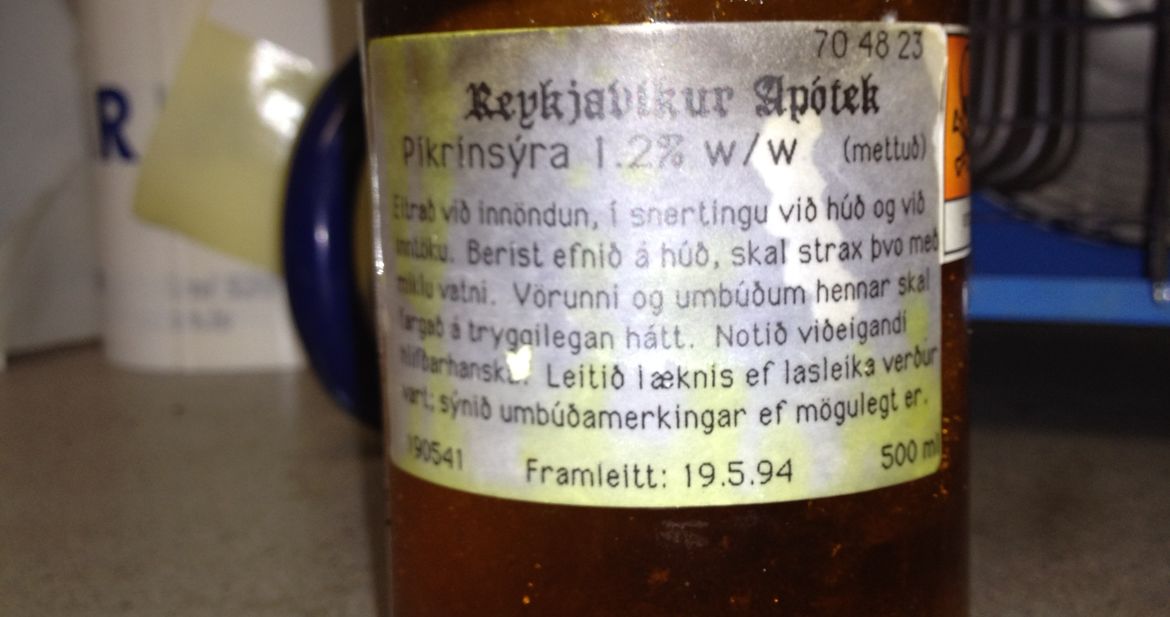 70 48 23
Reykjavíkur Apótek
Píkrínsýra 1.2% w/w (mettuð)
Eitrað við innöndun, í snertingu við húð og við
inntöku. Berist efnið á húð, skal strax þvo með
miklu vatni. Vörunni og umbúðum hennar skal
fargað á tryggilegan hátt. Notið viðeigandi
hlífðarhanska. Leitið læknis ef lasleika verður
vart; sýnið umbúðamerkingar ef mögulegt er.
190541
Framleitt: 19.5.94
500 ml
R